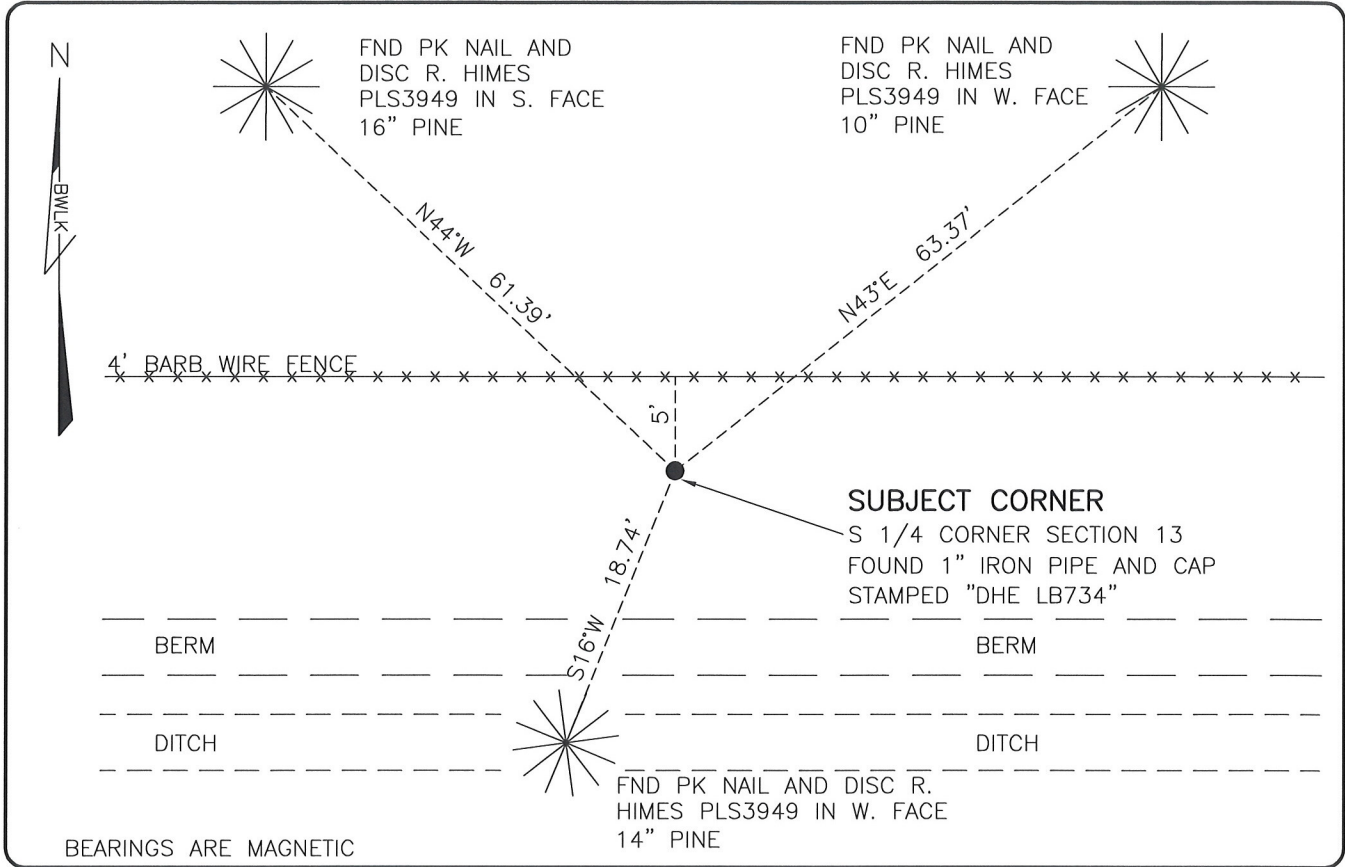 N
BWLK
FND PK NAIL AND
DISC R. HIMES
PLS3949 IN S. FACE
16" PINE
FND PK NAIL AND
DISC R. HIMES
PLS3949 IN W. FACE
10" PINE
N44°W 61.39'
N43°E 63.37'
4' BARB WIRE FENCE
5'
SUBJECT CORNER
S 1/4 CORNER SECTION 13
FOUND 1" IRON PIPE AND CAP
STAMPED "DHE LB734"
S16°W 18.74'
BERM
BERM
DITCH
DITCH
FND PK NAIL AND DISC R.
HIMES PLS3949 IN W. FACE
14" PINE
BEARINGS ARE MAGNETIC